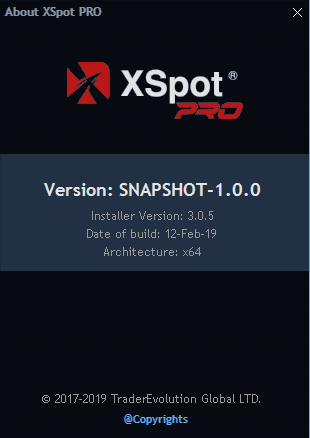 About XSpot PRO
XSpot®
PRO
Version: SNAPSHOT-1.0.0
Installer Version: 3.0.5
Date of build: 12-Feb-19
Architecture: x64
© 2017-2019 TraderEvolution Global LTD.
@Copyrights